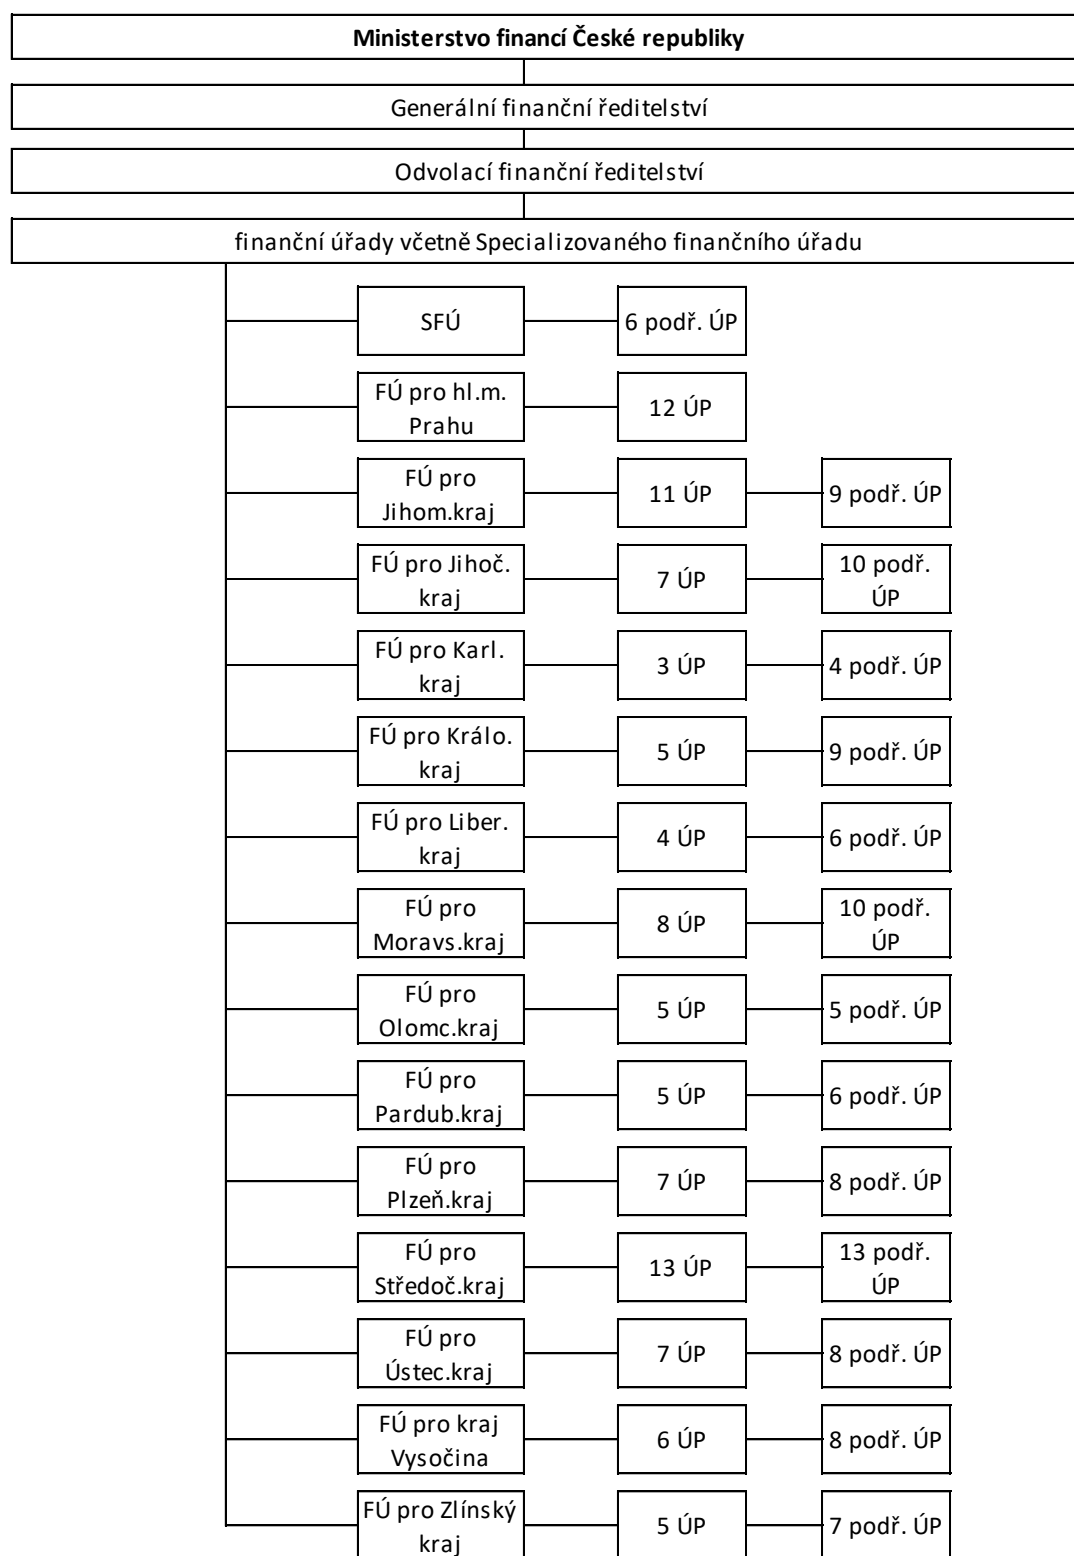 Ministerstvo financí České republiky
Generální finanční ředitelství
Odvolací finanční ředitelství
finanční úřady včetně Specializovaného finančního úřadu
SFÚ
6 podř. ÚP
FÚ pro hl.m.
Prahu
12 ÚP
FÚ pro
Jihom.kraj
11 ÚP
9 podř. ÚP
FÚ pro Jihoč.
kraj
7 ÚP
10 podř.
ÚP
FÚ pro Karl.
kraj
3 ÚP
4 podř. ÚP
FÚ pro Králo.
kraj
5 ÚP
9 podř. ÚP
FÚ pro Liber.
kraj
4 ÚP
6 podř. ÚP
FÚ pro
Moravs.kraj
8 ÚP
10 podř.
ÚP
FÚ pro
Olomc.kraj
5 ÚP
5 podř. ÚP
FÚ pro
Pardub.kraj
5 ÚP
6 podř. ÚP
FÚ pro
Plzeň.kraj
7 ÚP
8 podř. ÚP
FÚ pro
Středoč.kraj
13 ÚP
13 podř.
ÚP
FÚ pro
Ústec.kraj
7 ÚP
8 podř. ÚP
FÚ pro kraj
Vysočina
6 ÚP
8 podř. ÚP
FÚ pro Zlínský
kraj
5 ÚP
7 podř. ÚP